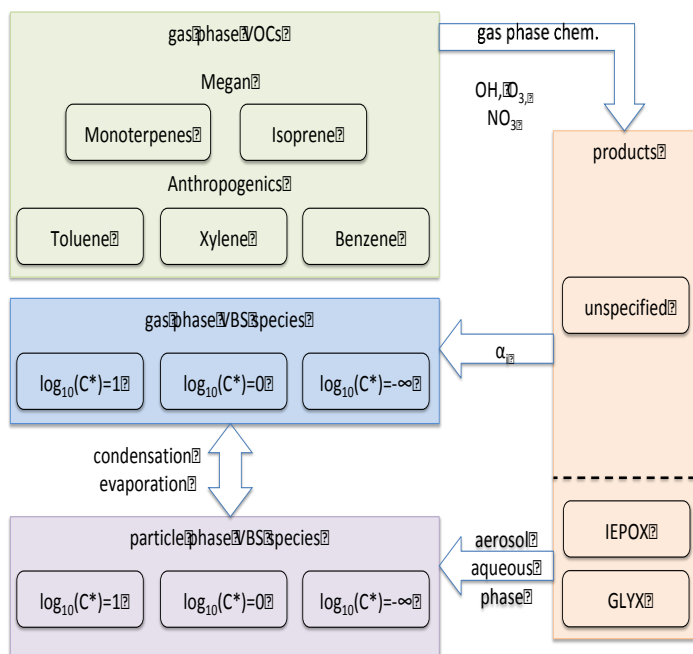 gas phase VOCs
gas phase chem.
Megan
OH, O3,
NO3
Monoterpenes
Isoprene
products
Anthropogenics
Toluene
Xylene
Benzene
unspecified
gas phase VBS species
αi
log10(C*)=1
log10(C*)=0
log10(C*)=-∞
condensation
evaporation
IEPOX
particle phase VBS species
aerosol
aqueous
phase
log10(C*)=1
log10(C*)=0
log10(C*)=-∞
GLYX